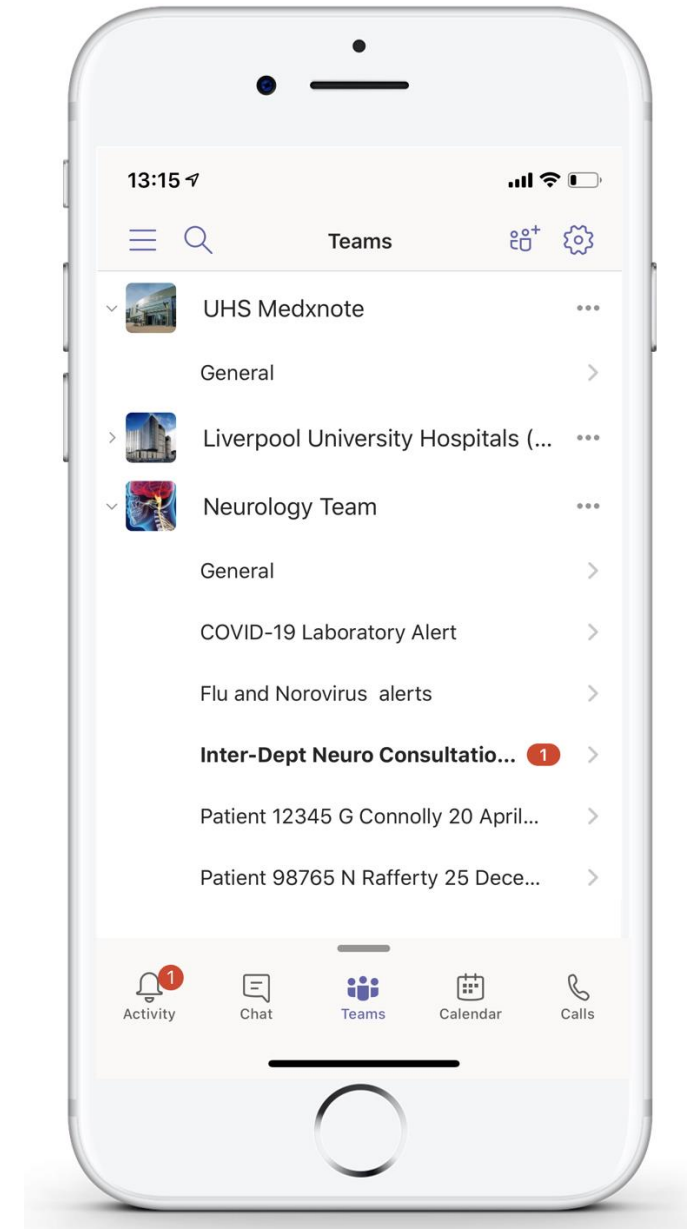 13:15
Teams
UHS Medxnote
General
Liverpool University Hospitals (...
Neurology Team
General
COVID-19 Laboratory Alert
Flu and Norovirus  alerts
Inter-Dept Neuro Consultatio... 1
Patient 12345 G Connolly 20 April...
Patient 98765 N Rafferty 25 Dece...
1
Activity Chat Teams Calendar Calls